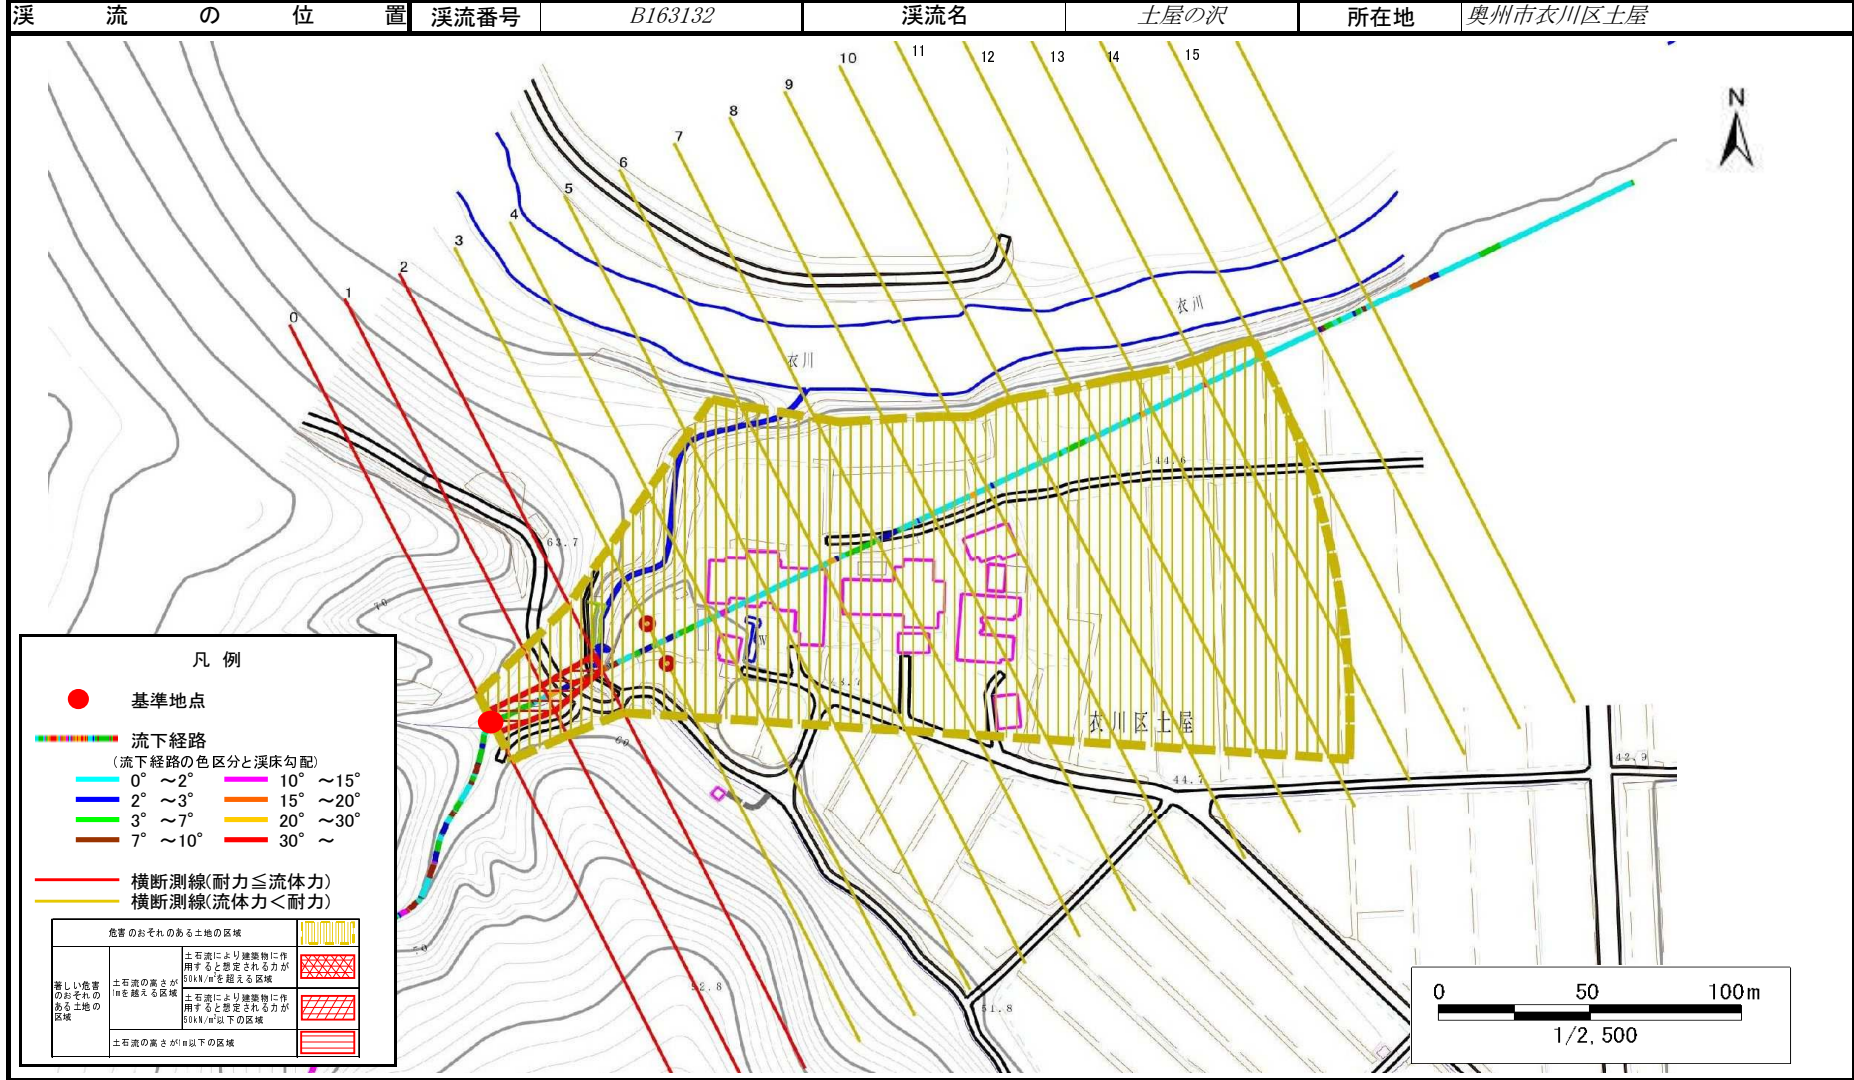 渓流の位置 渓流番号 B163132 渓流名 土屋の沢 所在地 奥州市衣川区土屋
0
1
2
3
4
5
6
7
8
9
10
11
12
13
14
15
N
衣川
衣川
44.6
63.7
70
W
衣川区土屋
60
44.7
42.9
52.8
51.8
凡 例
基準地点
流下経路
(流下経路の色区分と渓床勾配)
0° ～2° 10° ～15°
2° ～3° 15° ～20°
3° ～7° 20° ～30°
7° ～10° 30° ～
横断測線(耐力≦流体力)
横断測線(流体力＜耐力)
危害のおそれのある土地の区域
著しい危害のおそれのある土地の区域
土石流の高さが1mを越える区域
土石流により建築物に作用すると想定される力が50kN/m²を超える区域
土石流により建築物に作用すると想定される力が50kN/m²以下の区域
土石流の高さが1m以下の区域
0 50 100m
1/2,500